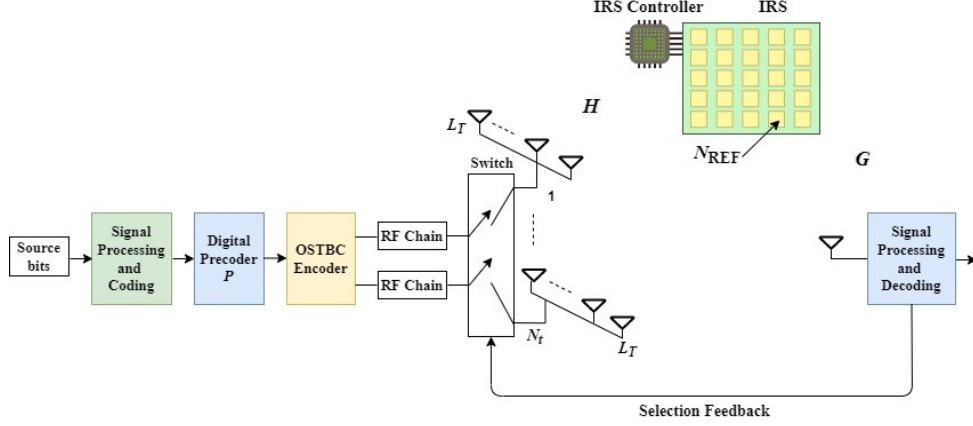 IRS Controller
IRS
H
L_T
N_REF
G
Switch
1
Source
bits
Signal
Processing
and
Coding
Digital
Precoder
P
OSTBC
Encoder
RF Chain
RF Chain
N_t
L_T
Signal
Processing
and
Decoding
Selection Feedback